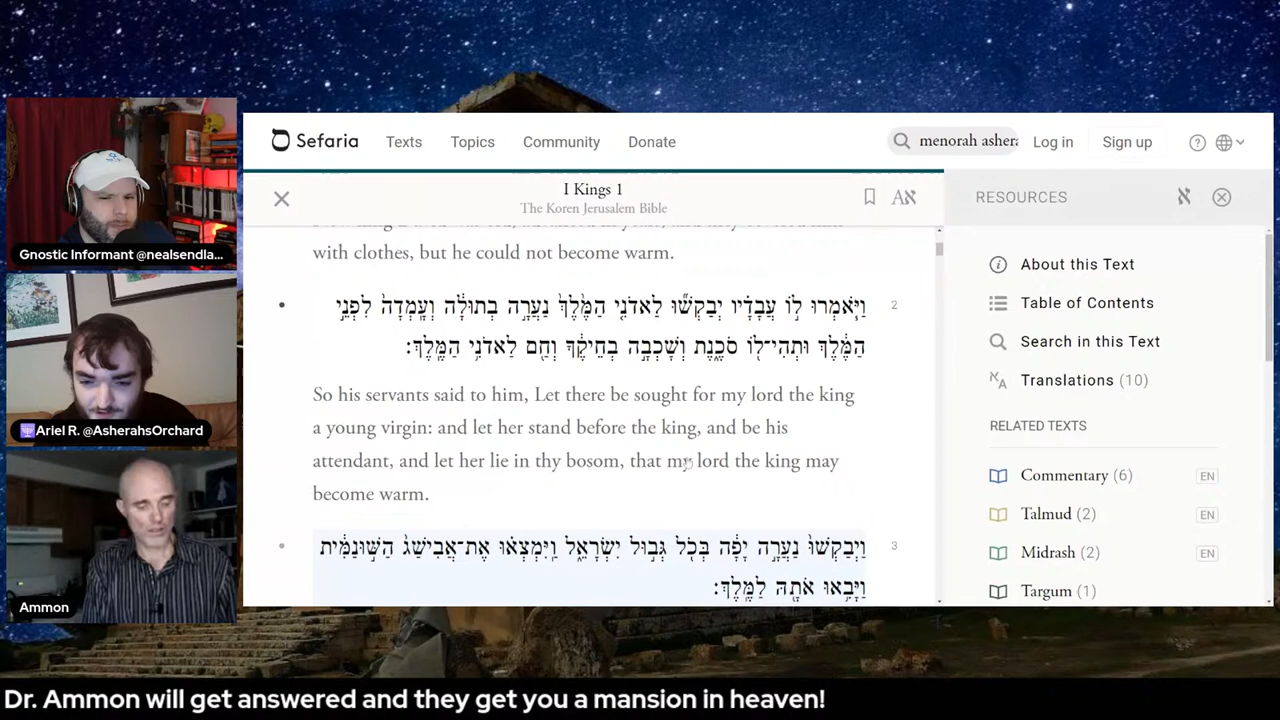 Sefaria
Texts
Topics
Community
Donate
menorah ashera
Log in
Sign up
I Kings 1
The Koren Jerusalem Bible
RESOURCES
with clothes, but he could not become warm.
וַיֹּאמְרוּ לוֹ עֲבָדָיו יְבַקְשׁוּ לַאדֹנִי הַמֶּלֶךְ נַעֲרָה בְתוּלָה וְעָמְדָה לִפְנֵי
2
הַמֶּלֶךְ וּתְהִי־לוֹ סֹכֶנֶת וְשָׁכְבָה בְחֵיקֶךָ וְחַם לַאדֹנִי הַמֶּלֶךְ׃
So his servants said to him, Let there be sought for my lord the king
a young virgin: and let her stand before the king, and be his
attendant, and let her lie in thy bosom, that my lord the king may
become warm.
וַיְבַקְשׁוּ נַעֲרָה יָפָה בְּכֹל גְּבוּל יִשְׂרָאֵל וַיִּמְצְאוּ אֶת־אֲבִישַׁג הַשּׁוּנַמִּית
3
וַיָּבִאוּ אֹתָהּ לַמֶּלֶךְ׃
About this Text
Table of Contents
Search in this Text
Translations (10)
RELATED TEXTS
Commentary (6)
EN
Talmud (2)
EN
Midrash (2)
EN
Targum (1)
Gnostic Informant @nealsendla...
Ariel R. @AsherahsOrchard
Ammon
Dr. Ammon will get answered and they get you a mansion in heaven!